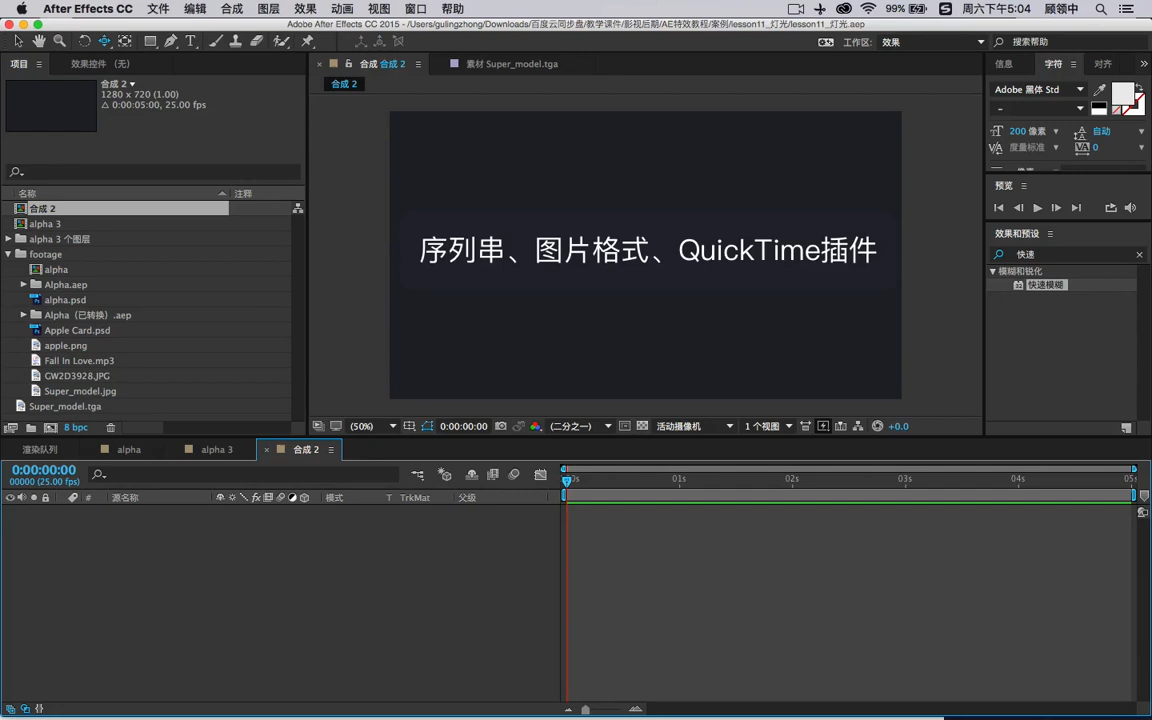 After Effects CC 文件 编辑 合成 图层 效果 动画 视图 窗口 帮助 99% 周六下午5:04 顾领中
Adobe After Effects CC 2015 - /Users/gulingzhong/Downloads/百度云同步盘/教学课件/影视后期/AE特效教程/案例/lesson11_灯光/lesson11_灯光.aep
工作区: 效果 搜索帮助
项目 效果控件 (无) 合成 合成 2 素材 Super_model.tga 信息 字符 对齐
合成 2
1280 x 720 (1.00)
Δ 0:00:05:00, 25.00 fps
合成 2
Adobe 黑体 Std
-
200 像素 自动
度量标准 0
名称 注释
合成 2
alpha 3
alpha 3 个图层
footage
alpha
Alpha.aep
alpha.psd
Alpha（已转换）.aep
Apple Card.psd
apple.png
Fall In Love.mp3
GW2D3928.JPG
Super_model.jpg
Super_model.tga
8 bpc
序列串、图片格式、QuickTime插件
预览
效果和预设
快速
模糊和锐化
快速模糊
(50%) 0:00:00:00 (二分之一) 活动摄像机 1 个视图 +0.0
渲染队列 alpha alpha 3 合成 2
0:00:00:00
00000 (25.00 fps)
# 源名称 模式 T TrkMat 父级
01s 02s 03s 04s